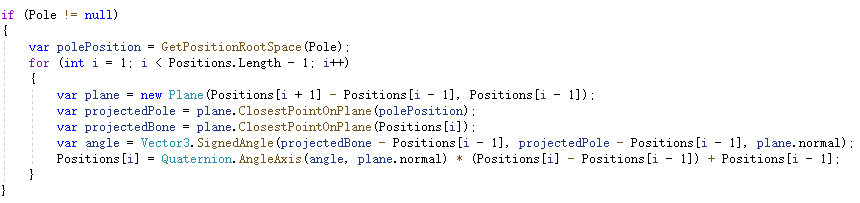 if (Pole != null)
{
var polePosition = GetPositionRootSpace(Pole);
for (int i = 1; i < Positions.Length - 1; i++)
{
var plane = new Plane(Positions[i + 1] - Positions[i - 1], Positions[i - 1]);
var projectedPole = plane.ClosestPointOnPlane(polePosition);
var projectedBone = plane.ClosestPointOnPlane(Positions[i]);
var angle = Vector3.SignedAngle(projectedBone - Positions[i - 1], projectedPole - Positions[i - 1], plane.normal);
Positions[i] = Quaternion.AngleAxis(angle, plane.normal) * (Positions[i] - Positions[i - 1]) + Positions[i - 1];
}
}